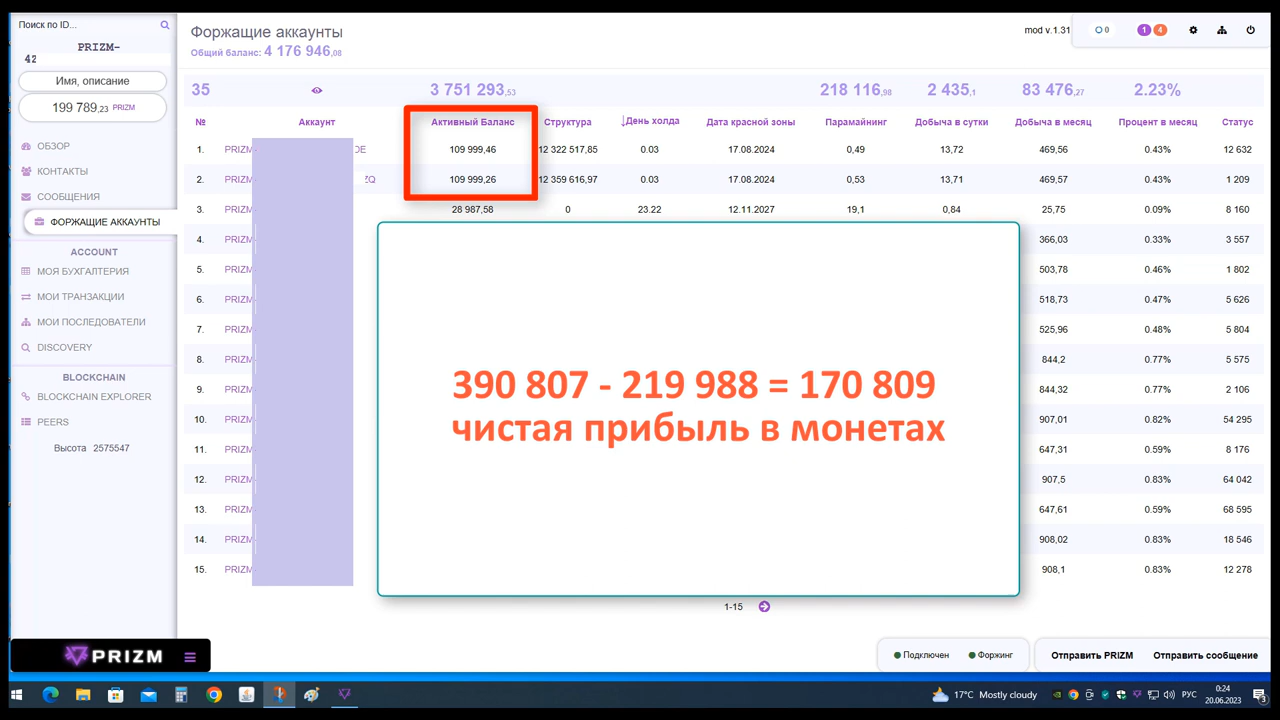 Поиск по ID...
PRIZM-
42
Имя, описание
199 789,23 PRIZM
ОБЗОР
КОНТАКТЫ
СООБЩЕНИЯ
ФОРЖАЩИЕ АККАУНТЫ
ACCOUNT
МОЯ БУХГАЛТЕРИЯ
МОИ ТРАНЗАКЦИИ
МОИ ПОСЛЕДОВАТЕЛИ
DISCOVERY
BLOCKCHAIN
BLOCKCHAIN EXPLORER
PEERS
Высота 2575547
PRIZM
Форжащие аккаунты
Общий баланс: 4 176 946,08
mod v.1.31
0
1 4
35 3 751 293,53 218 116,98 2 435,1 83 476,27 2.23%
№ Аккаунт Активный Баланс Структура День холда Дата красной зоны Парамайнинг Добыча в сутки Добыча в месяц Процент в месяц Статус
1. PRIZM DE 109 999,46 12 322 517,85 0.03 17.08.2024 0,49 13,72 469,56 0.43% 12 632
2. PRIZM- ZQ 109 999,26 12 359 616,97 0.03 17.08.2024 0,53 13,71 469,57 0.43% 1 209
3. PRIZM- 28 987,58 0 23.22 12.11.2027 19,1 0,84 25,75 0.09% 8 160
4. PRIZM- 366,03 0.33% 3 557
5. PRIZM- 503,78 0.46% 1 802
6. PRIZM- 518,73 0.47% 5 626
7. PRIZM- 525,96 0.48% 5 804
8. PRIZM- 844,2 0.77% 5 575
9. PRIZM- 844,32 0.77% 2 106
10. PRIZM- 907,01 0.82% 54 295
11. PRIZM- 647,31 0.59% 8 176
12. PRIZM- 907,5 0.83% 64 042
13. PRIZM- 647,61 0.59% 68 595
14. PRIZM- 908,02 0.83% 18 546
15. PRIZM- 908,1 0.83% 12 278
390 807 - 219 988 = 170 809
чистая прибыль в монетах
1-15
Подключен Форжинг
Отправить PRIZM Отправить сообщение
17°C Mostly cloudy
РУС
0:24
20.06.2023
3